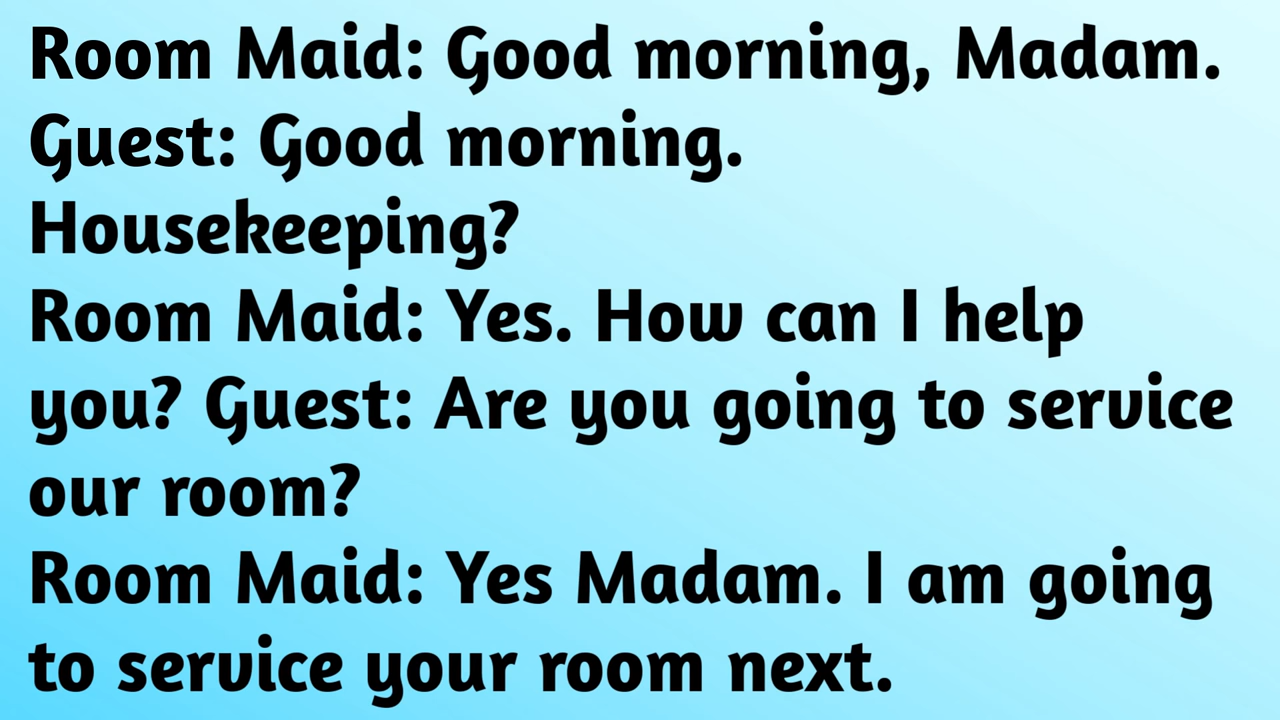 Room Maid: Good morning, Madam.
Guest: Good morning.
Housekeeping?
Room Maid: Yes. How can I help
you? Guest: Are you going to service
our room?
Room Maid: Yes Madam. I am going
to service your room next.